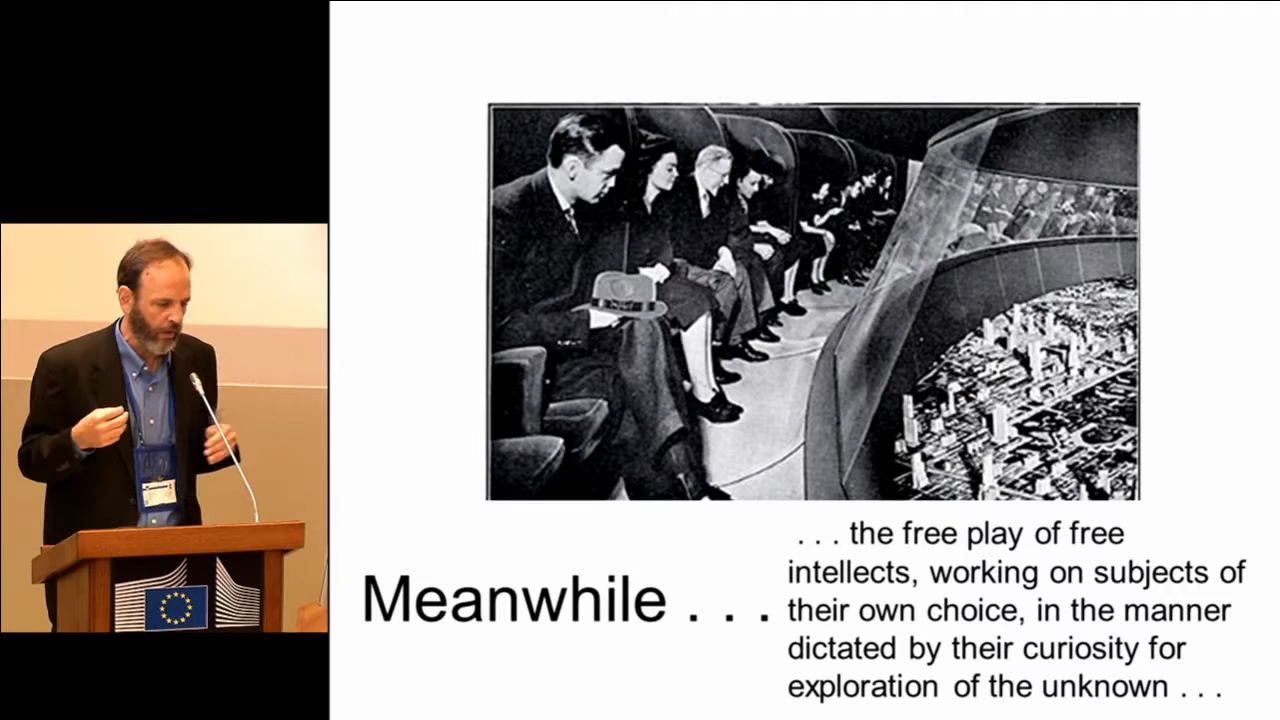 . . . the free play of free
intellects, working on subjects of
Meanwhile . . .
their own choice, in the manner
dictated by their curiosity for
exploration of the unknown . . .